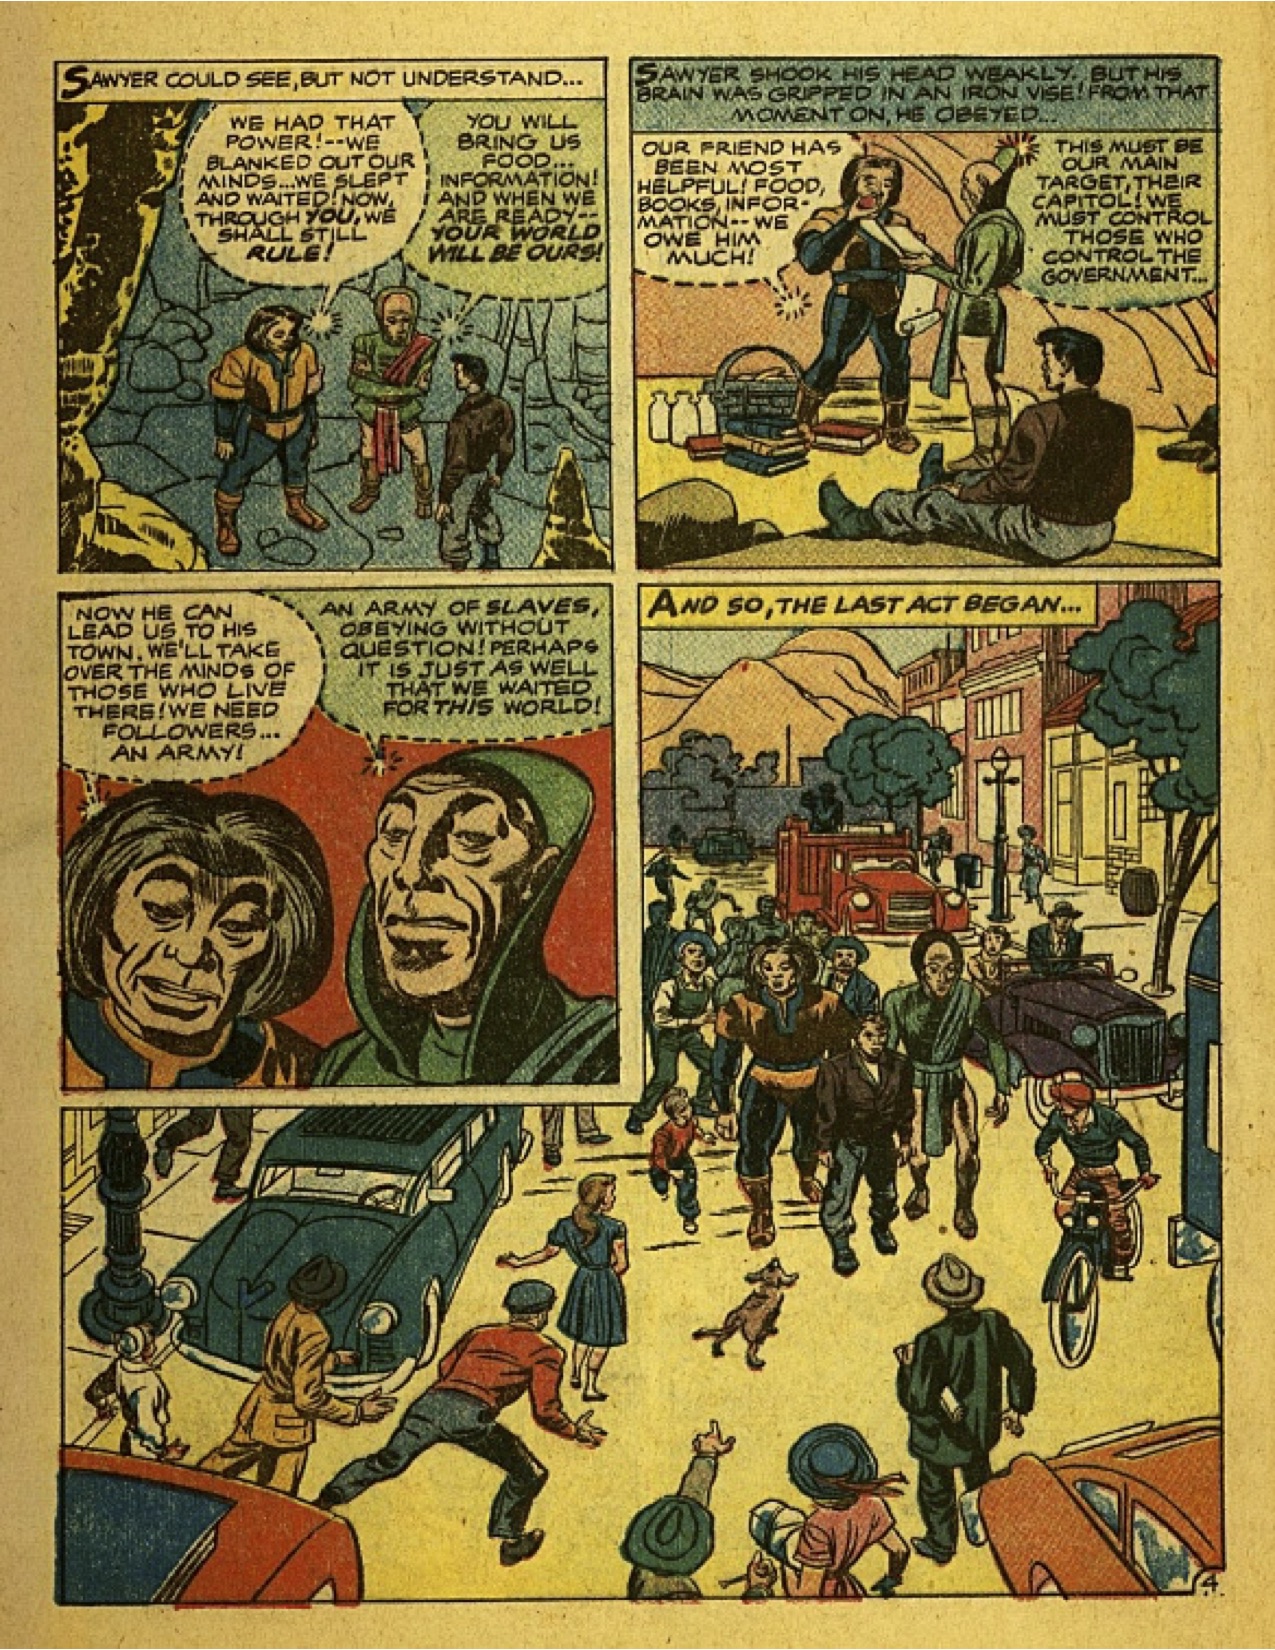 SAWYER COULD SEE, BUT NOT UNDERSTAND...
WE HAD THAT
POWER!--WE
BLANKED OUT OUR
MINDS...WE SLEPT
AND WAITED! NOW,
THROUGH YOU, WE
SHALL STILL
RULE!
YOU WILL
BRING US
FOOD...
INFORMATION!
AND WHEN WE
ARE READY--
YOUR WORLD
WILL BE OURS!
SAWYER SHOOK HIS HEAD WEAKLY. BUT HIS
BRAIN WAS GRIPPED IN AN IRON VISE! FROM THAT
MOMENT ON, HE OBEYED...
OUR FRIEND HAS
BEEN MOST
HELPFUL! FOOD,
BOOKS, INFOR-
MATION--WE
OWE HIM
MUCH!
THIS MUST BE
OUR MAIN
TARGET, THEIR
CAPITOL! WE
MUST CONTROL
THOSE WHO
CONTROL THE
GOVERNMENT...
NOW HE CAN
LEAD US TO HIS
TOWN. WE'LL TAKE
OVER THE MINDS OF
THOSE WHO LIVE
THERE! WE NEED
FOLLOWERS...
AN ARMY!
AN ARMY OF SLAVES,
OBEYING WITHOUT
QUESTION! PERHAPS
IT IS JUST AS WELL
THAT WE WAITED
FOR THIS WORLD!
AND SO, THE LAST ACT BEGAN...
4